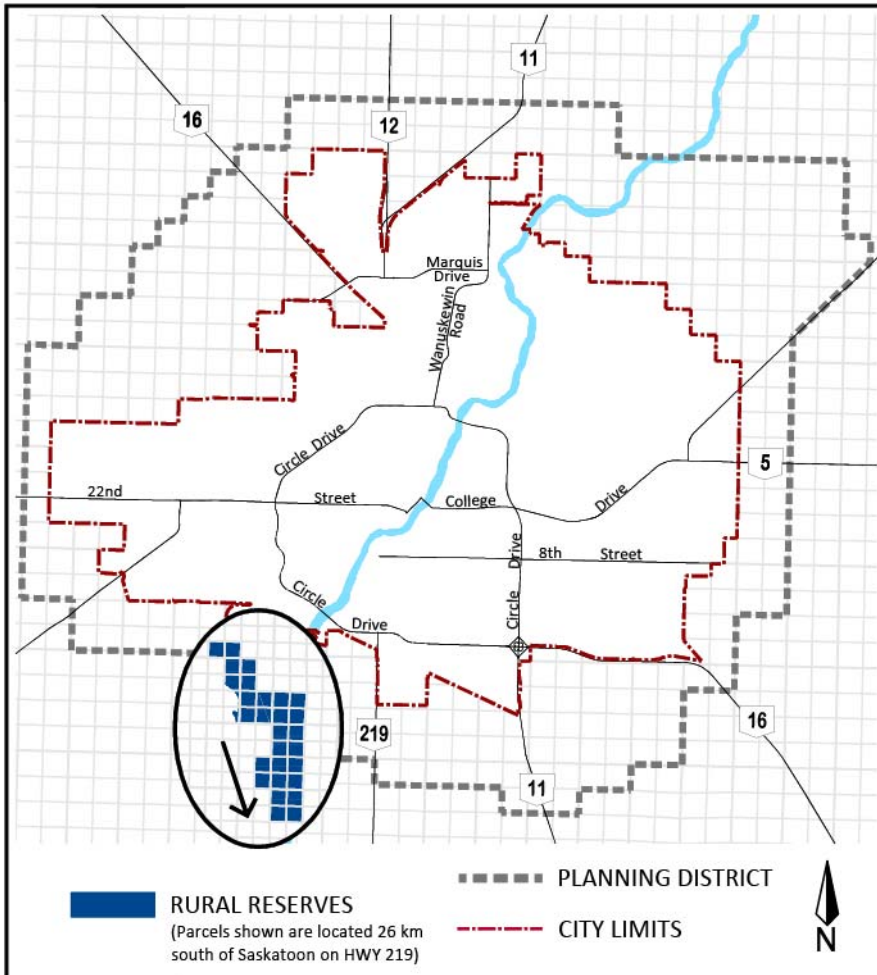 11
16
12
Marquis
Drive
Wanuskewin
Road
Circle Drive
5
22nd Street College Drive
Circle Drive
8th Street
Circle Drive
16
219
11
RURAL RESERVES
(Parcels shown are located 26 km
south of Saskatoon on HWY 219)
PLANNING DISTRICT
CITY LIMITS
N